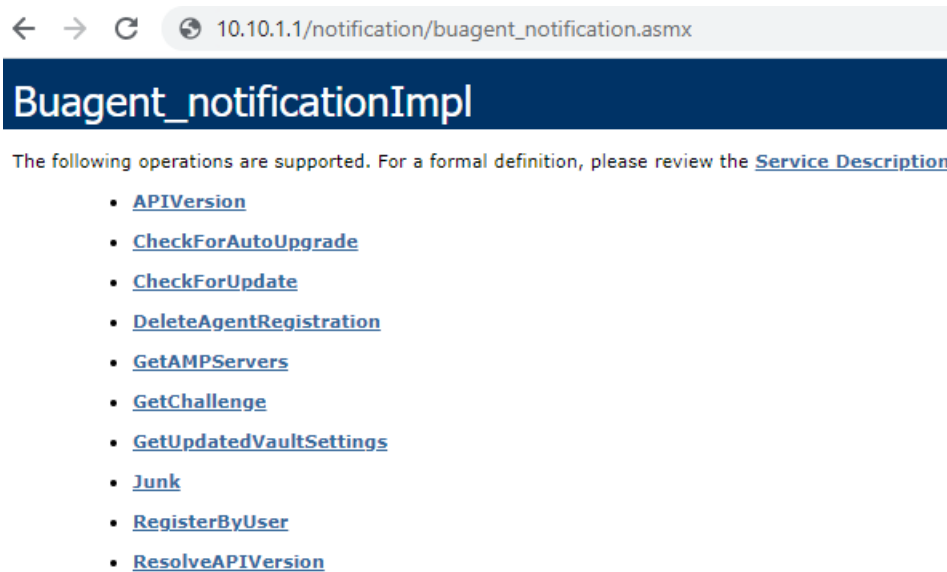 10.10.1.1/notification/buagent_notification.asmx
Buagent_notificationImpl
The following operations are supported. For a formal definition, please review the Service Description
APIVersion
CheckForAutoUpgrade
CheckForUpdate
DeleteAgentRegistration
GetAMPServers
GetChallenge
GetUpdatedVaultSettings
Junk
RegisterByUser
ResolveAPIVersion